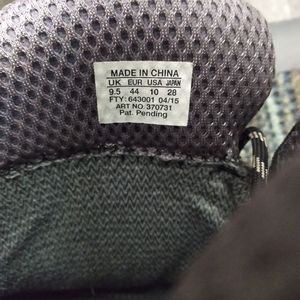 MADE IN CHINA
UK EUR USA JAPAN
9.5 44 10 28
FTY: 643001 04/15
ART NO. 370731
Pat. Pending